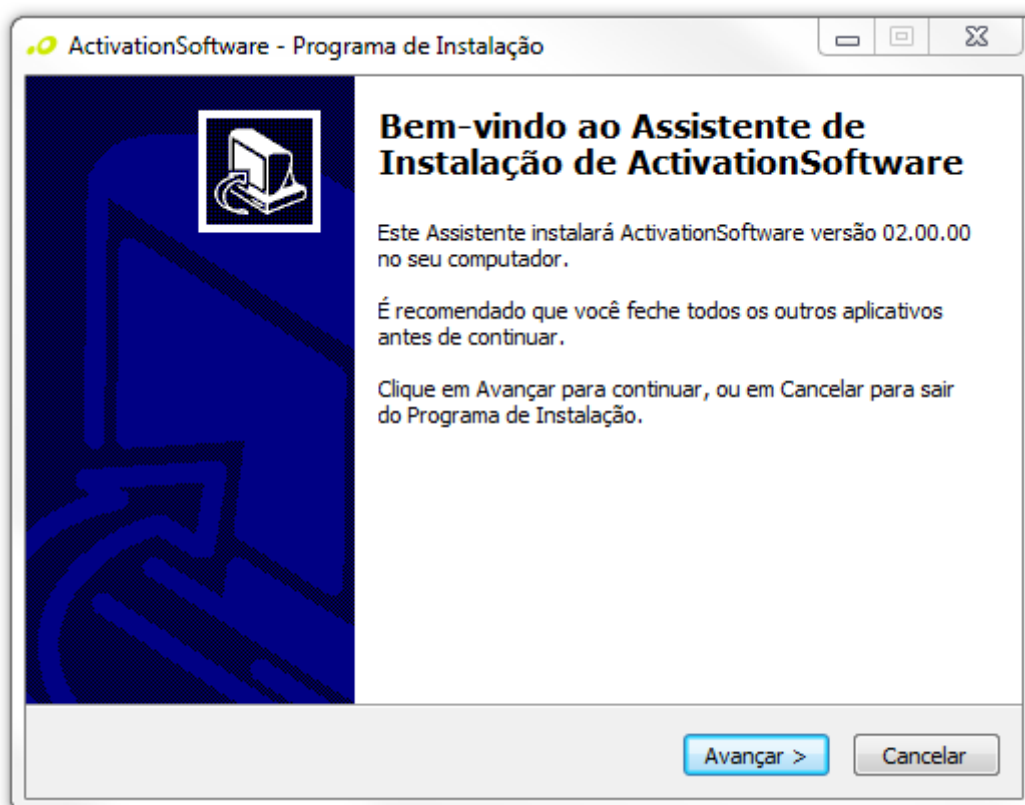 ActivationSoftware - Programa de Instalação
Bem-vindo ao Assistente de
Instalação de ActivationSoftware
Este Assistente instalará ActivationSoftware versão 02.00.00
no seu computador.
É recomendado que você feche todos os outros aplicativos
antes de continuar.
Clique em Avançar para continuar, ou em Cancelar para sair
do Programa de Instalação.
Avançar >
Cancelar